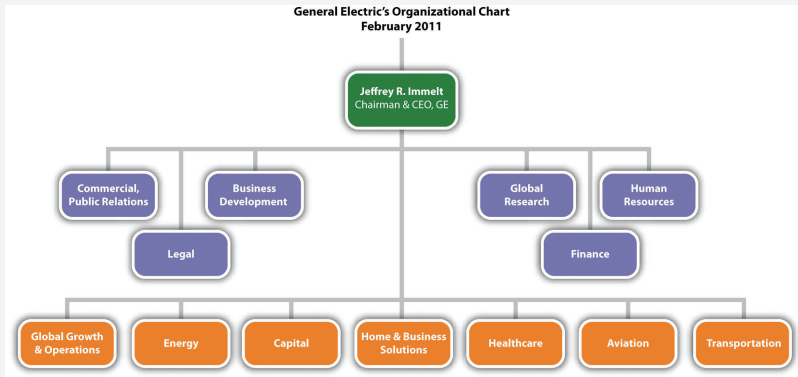 General Electric's Organizational Chart
February 2011
Jeffrey R. Immelt
Chairman & CEO, GE
Commercial,
Public Relations
Business
Development
Global
Research
Human
Resources
Legal
Finance
Global Growth
& Operations
Energy
Capital
Home & Business
Solutions
Healthcare
Aviation
Transportation